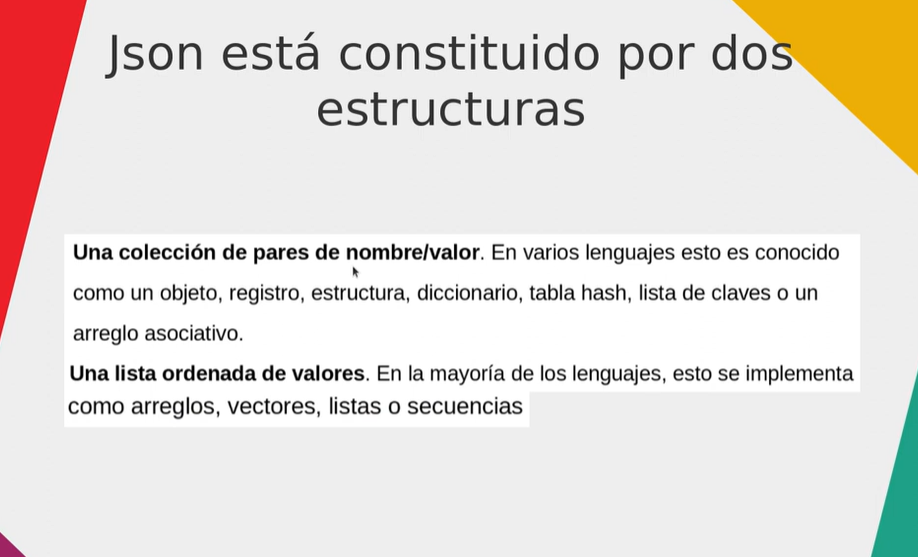 Json está constituido por dos
estructuras
Una colección de pares de nombre/valor. En varios lenguajes esto es conocido
como un objeto, registro, estructura, diccionario, tabla hash, lista de claves o un
arreglo asociativo.
Una lista ordenada de valores. En la mayoría de los lenguajes, esto se implementa
como arreglos, vectores, listas o secuencias